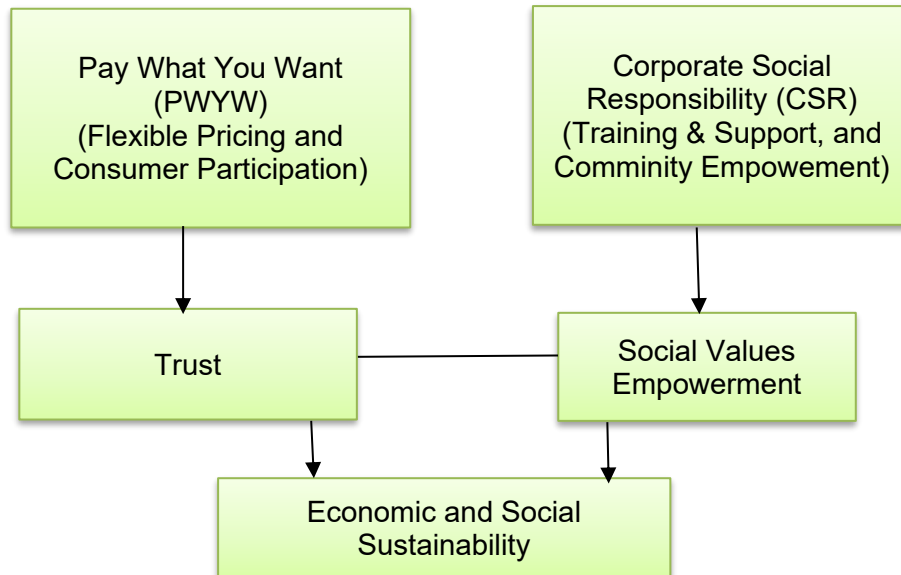 Pay What You Want
(PWYW)
(Flexible Pricing and
Consumer Participation)
Corporate Social
Responsibility (CSR)
(Training & Support, and
Comminity Empowement)
Trust
Social Values
Empowerment
Economic and Social
Sustainability